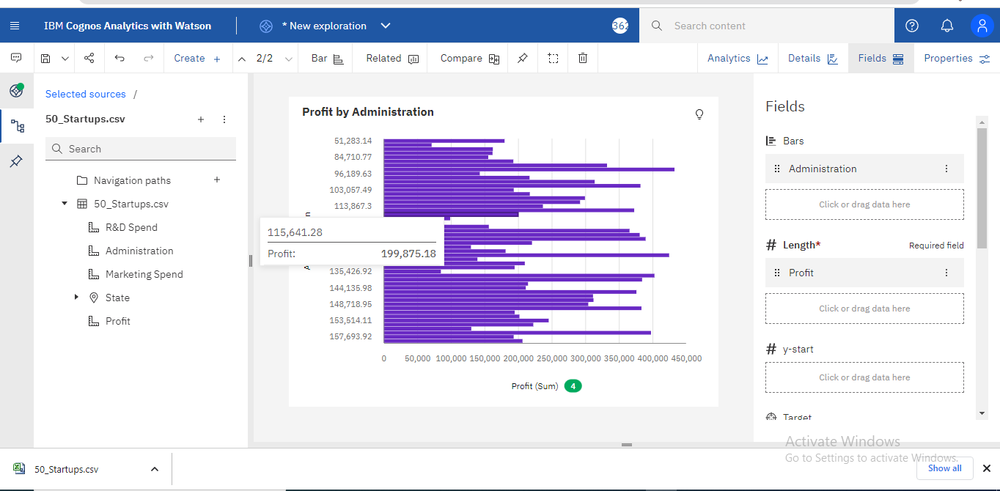 IBM Cognos Analytics with Watson
* New exploration
362
Search content
Create +
2/2
Bar
Related
Compare
Analytics
Details
Fields
Properties
Selected sources /
50_Startups.csv
Search
Navigation paths
50_Startups.csv
R&D Spend
Administration
Marketing Spend
State
Profit
Profit by Administration
51,283.14
84,710.77
96,189.63
103,057.49
113,867.3
115,641.28
Profit: 199,875.18
135,426.92
144,135.98
148,718.95
153,514.11
157,693.92
0 50,000 100,000 150,000 200,000 250,000 300,000 350,000 400,000 450,000
Profit (Sum) 4
Fields
Bars
Administration
Click or drag data here
# Length* Required field
Profit
Click or drag data here
# y-start
Click or drag data here
Target
Activate Windows
Go to Settings to activate Windows.
50_Startups.csv
Show all